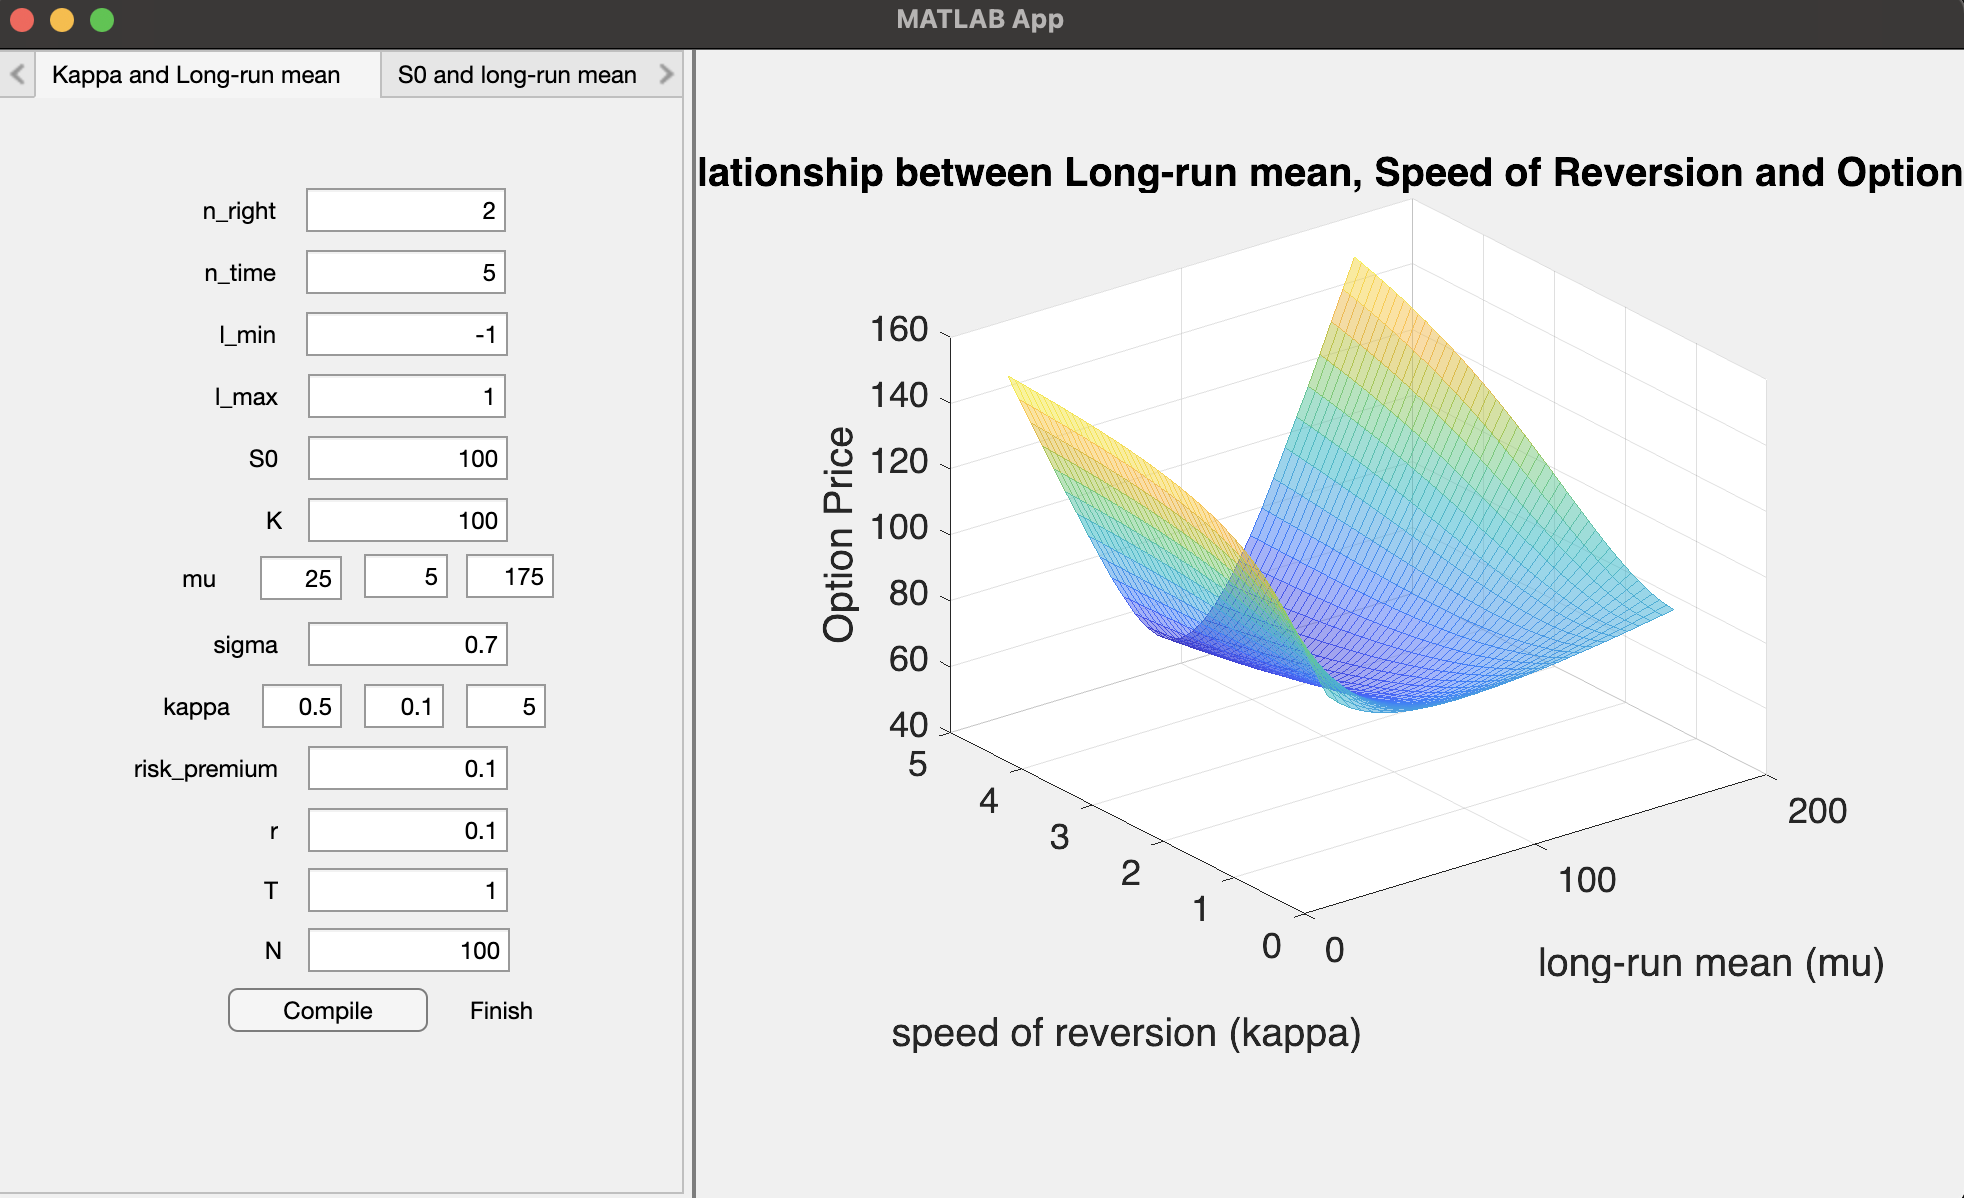 MATLAB App
Kappa and Long-run mean
S0 and long-run mean
n_right 2
n_time 5
l_min -1
l_max 1
S0 100
K 100
mu 25 5 175
sigma 0.7
kappa 0.5 0.1 5
risk_premium 0.1
r 0.1
T 1
N 100
Compile Finish
lationship between Long-run mean, Speed of Reversion and Option
Option Price
160
140
120
100
80
60
40
5
4
3
2
1
0
0
100
200
long-run mean (mu)
speed of reversion (kappa)